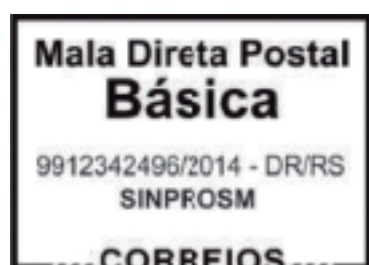 Mala Direta Postal
Básica
9912342496/2014 - DR/RS
SINPROSM
....CORREIOS....